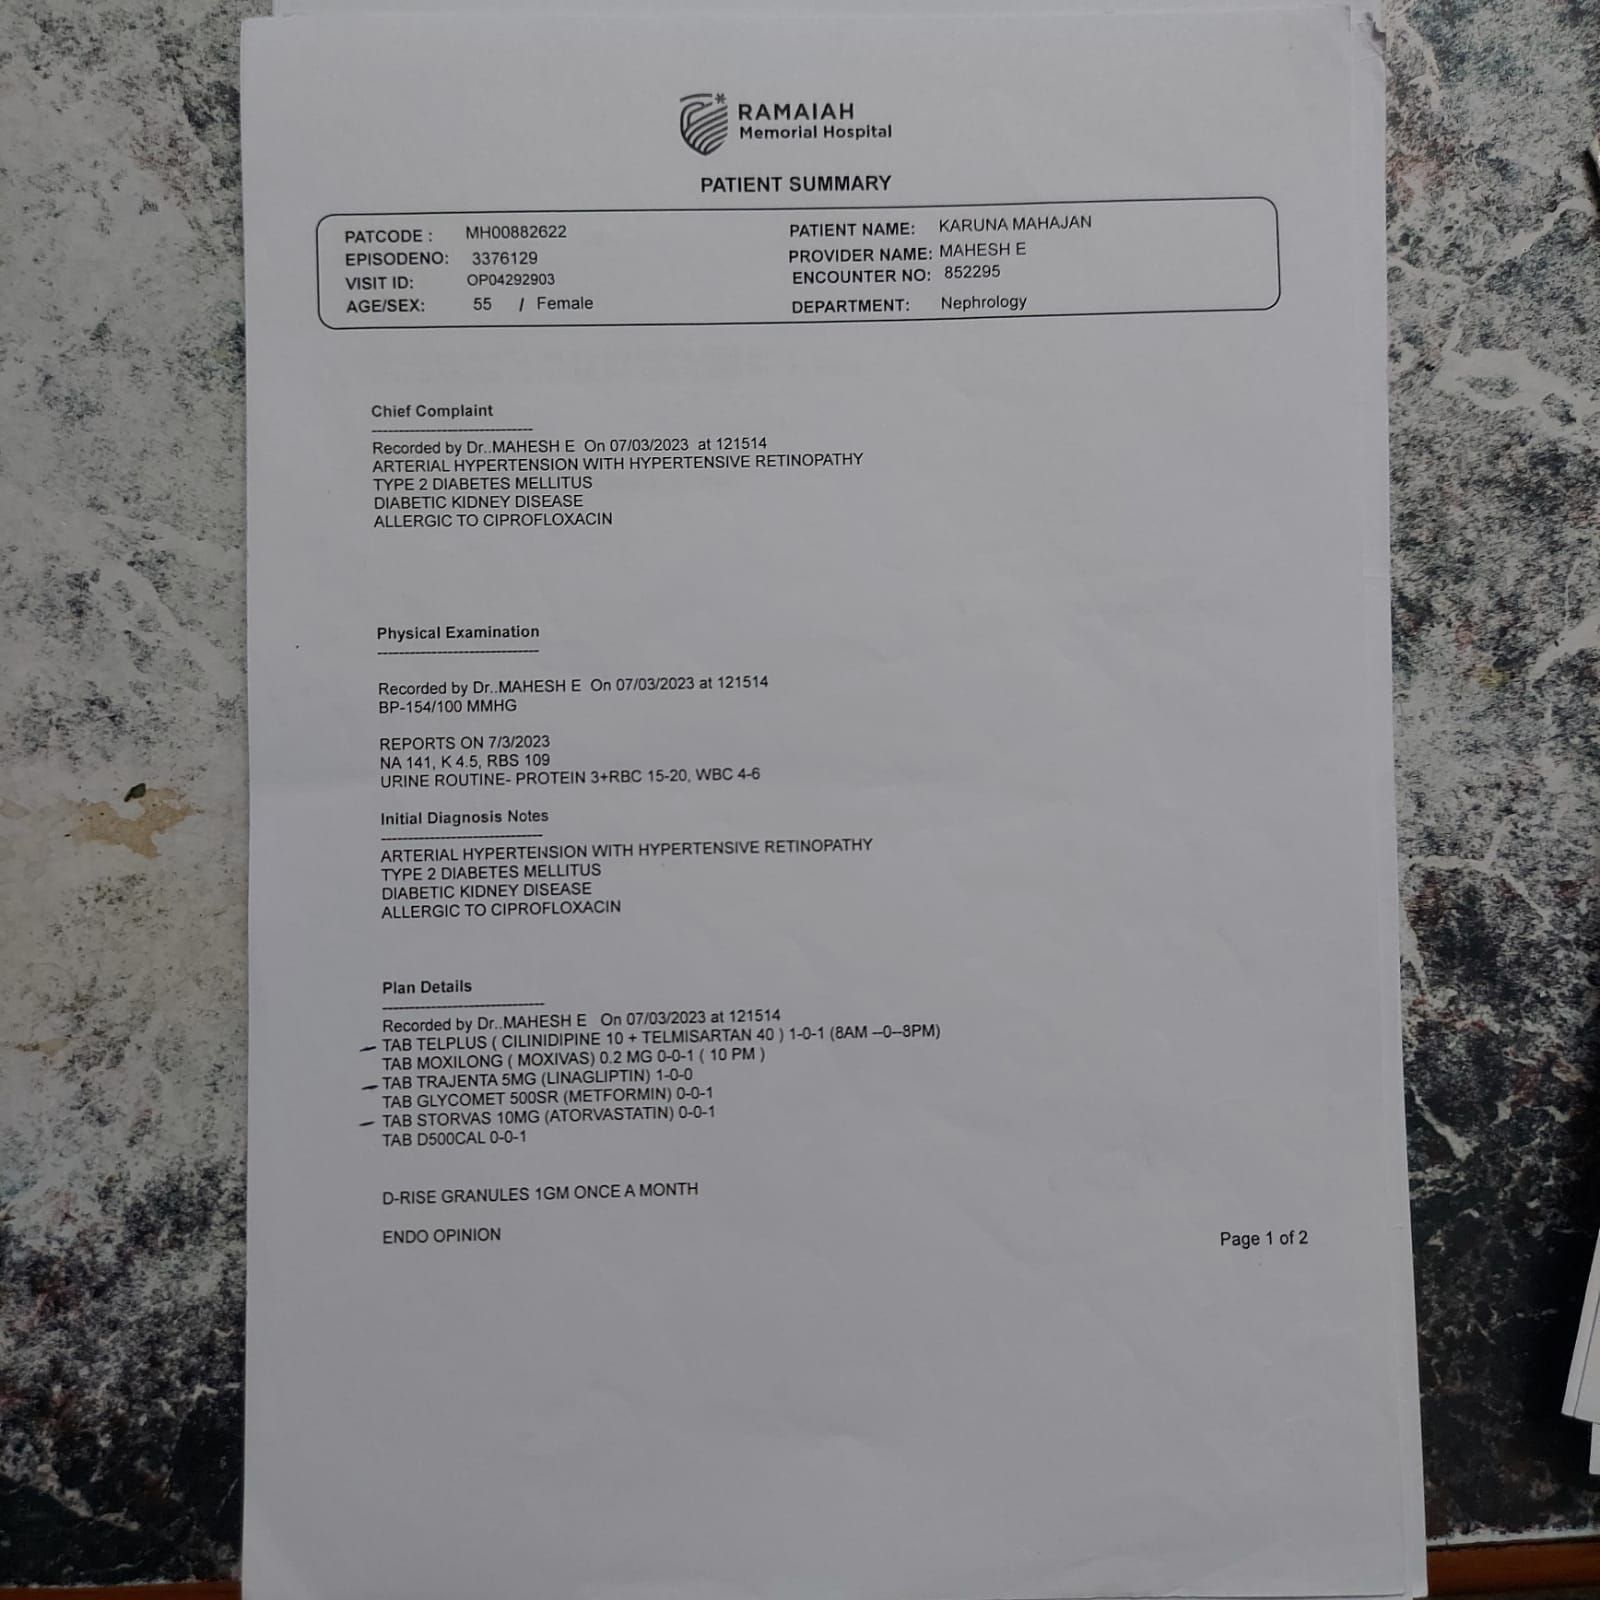 RAMAIAH
Memorial Hospital
PATIENT SUMMARY
PATCODE : MH00882622 PATIENT NAME: KARUNA MAHAJAN
EPISODENO: 3376129 PROVIDER NAME: MAHESH E
VISIT ID: OP04292903 ENCOUNTER NO: 852295
AGE/SEX: 55 / Female DEPARTMENT: Nephrology
Chief Complaint
Recorded by Dr..MAHESH E On 07/03/2023 at 121514
ARTERIAL HYPERTENSION WITH HYPERTENSIVE RETINOPATHY
TYPE 2 DIABETES MELLITUS
DIABETIC KIDNEY DISEASE
ALLERGIC TO CIPROFLOXACIN
Physical Examination
Recorded by Dr..MAHESH E On 07/03/2023 at 121514
BP-154/100 MMHG
REPORTS ON 7/3/2023
NA 141, K 4.5, RBS 109
URINE ROUTINE- PROTEIN 3+RBC 15-20, WBC 4-6
Initial Diagnosis Notes
ARTERIAL HYPERTENSION WITH HYPERTENSIVE RETINOPATHY
TYPE 2 DIABETES MELLITUS
DIABETIC KIDNEY DISEASE
ALLERGIC TO CIPROFLOXACIN
Plan Details
Recorded by Dr..MAHESH E On 07/03/2023 at 121514
TAB TELPLUS ( CILINIDIPINE 10 + TELMISARTAN 40 ) 1-0-1 (8AM --0--8PM)
TAB MOXILONG ( MOXIVAS) 0.2 MG 0-0-1 ( 10 PM )
TAB TRAJENTA 5MG (LINAGLIPTIN) 1-0-0
TAB GLYCOMET 500SR (METFORMIN) 0-0-1
TAB STORVAS 10MG (ATORVASTATIN) 0-0-1
TAB D500CAL 0-0-1
D-RISE GRANULES 1GM ONCE A MONTH
ENDO OPINION
Page 1 of 2